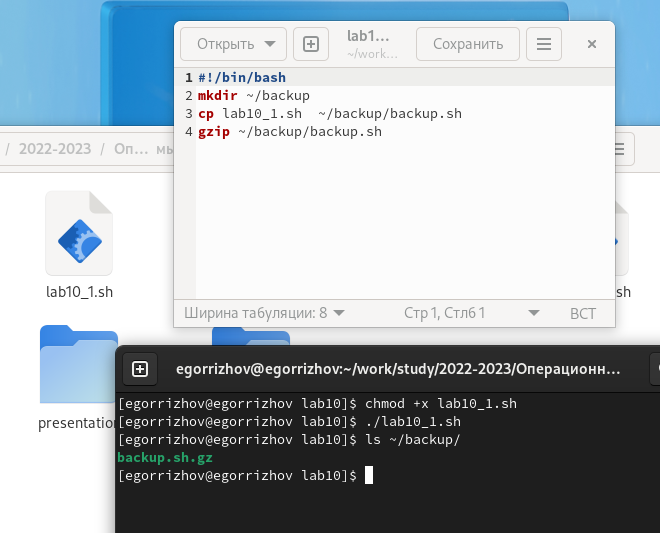 Открыть
lab1...
~/work...
Сохранить
1 #!/bin/bash
2 mkdir ~/backup
3 cp lab10_1.sh  ~/backup/backup.sh
4 gzip ~/backup/backup.sh
Ширина табуляции: 8
Стр 1, Стлб 1
ВСТ
/ 2022-2023 / Оп... мы
lab10_1.sh
sh
presentation
egorrizhov@egorrizhov:~/work/study/2022-2023/Операционн...
[egorrizhov@egorrizhov lab10]$ chmod +x lab10_1.sh
[egorrizhov@egorrizhov lab10]$ ./lab10_1.sh
[egorrizhov@egorrizhov lab10]$ ls ~/backup/
backup.sh.gz
[egorrizhov@egorrizhov lab10]$